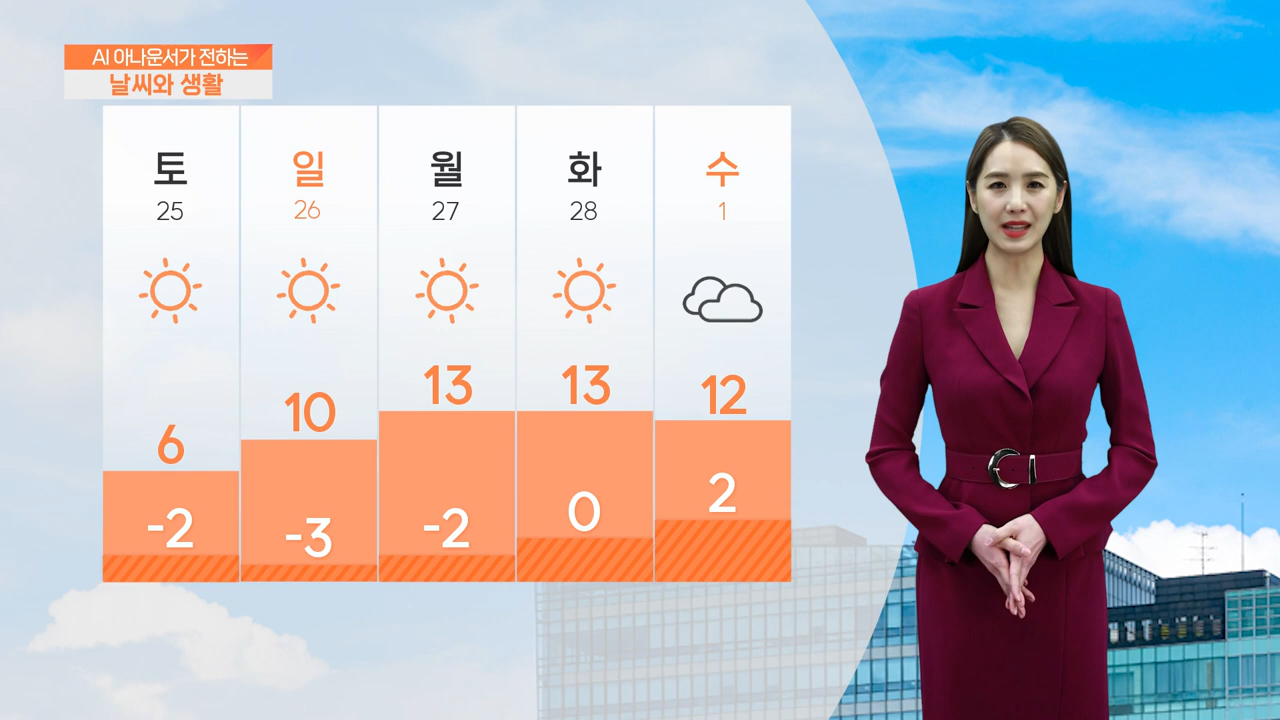 AI 아나운서가 전하는
날씨와 생활
토 일 월 화 수
25 26 27 28 1
6 10 13 13 12
-2 -3 -2 0 2